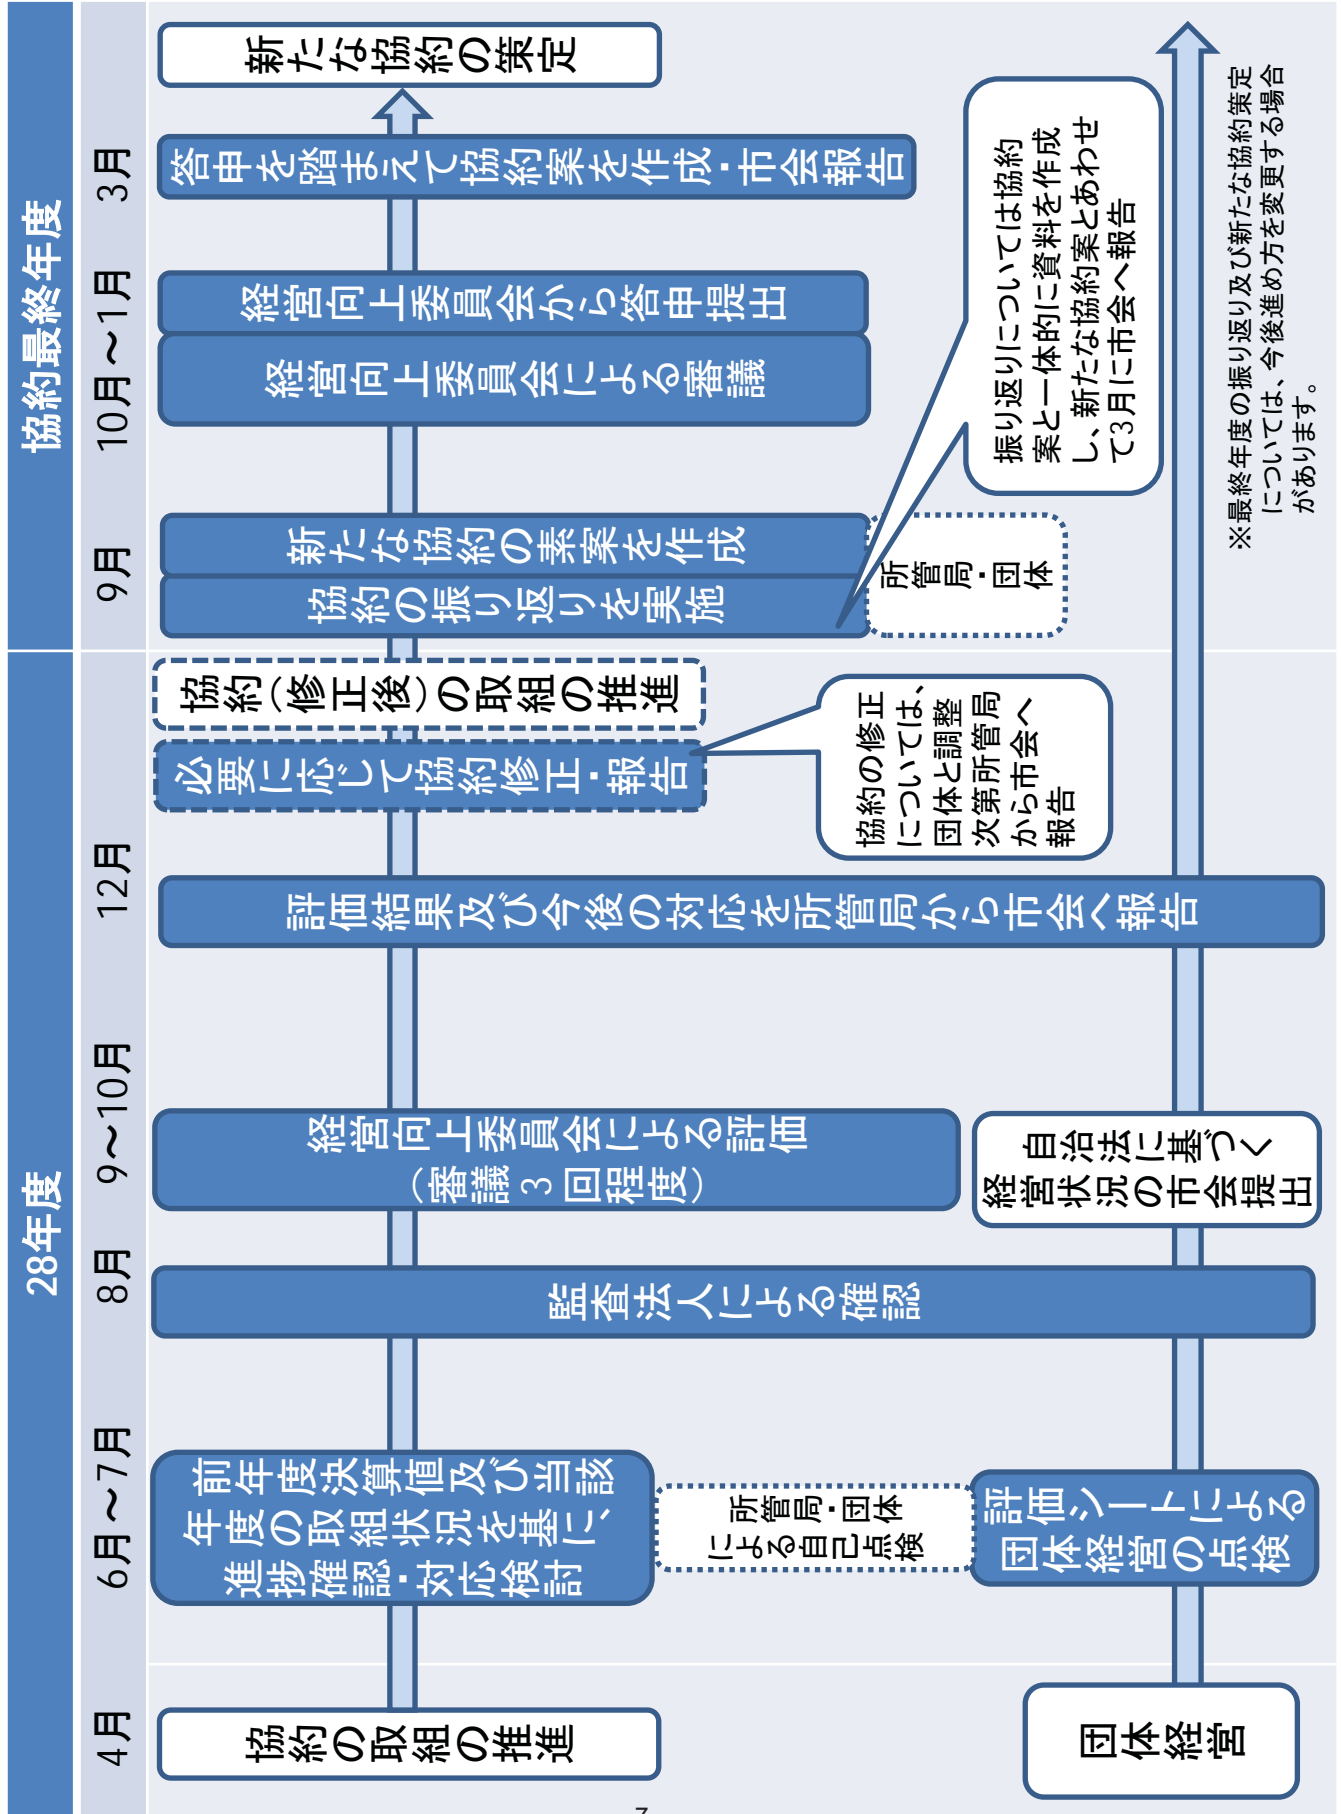 28年度
協約最終年度
4月
6月～7月
8月
9～10月
12月
9月
10月～1月
3月
協約の取組の推進
前年度決算値及び当該
年度の取組状況を基に、
進捗確認・対応検討
所管局・団体
による自己点検
団体経営
評価シートによる
団体経営の点検
監査法人による確認
経営向上委員会による評価
（審議３回程度）
自治法に基づく
経営状況の市会提出
評価結果及び今後の対応を所管局から市会へ報告
必要に応じて協約修正・報告
協約（修正後）の取組の推進
協約の修正
については、
団体と調整
次第所管局
から市会へ
報告
協約の振り返りを実施
新たな協約の素案を作成
所管局・団体
経営向上委員会による審議
経営向上委員会から答申提出
振り返りについては協約
案と一体的に資料を作成
し、新たな協約案とあわせ
て3月に市会へ報告
答申を踏まえて協約案を作成・市会報告
新たな協約の策定
※最終年度の振り返り及び新たな協約策定
については、今後進め方を変更する場合
があります。
7